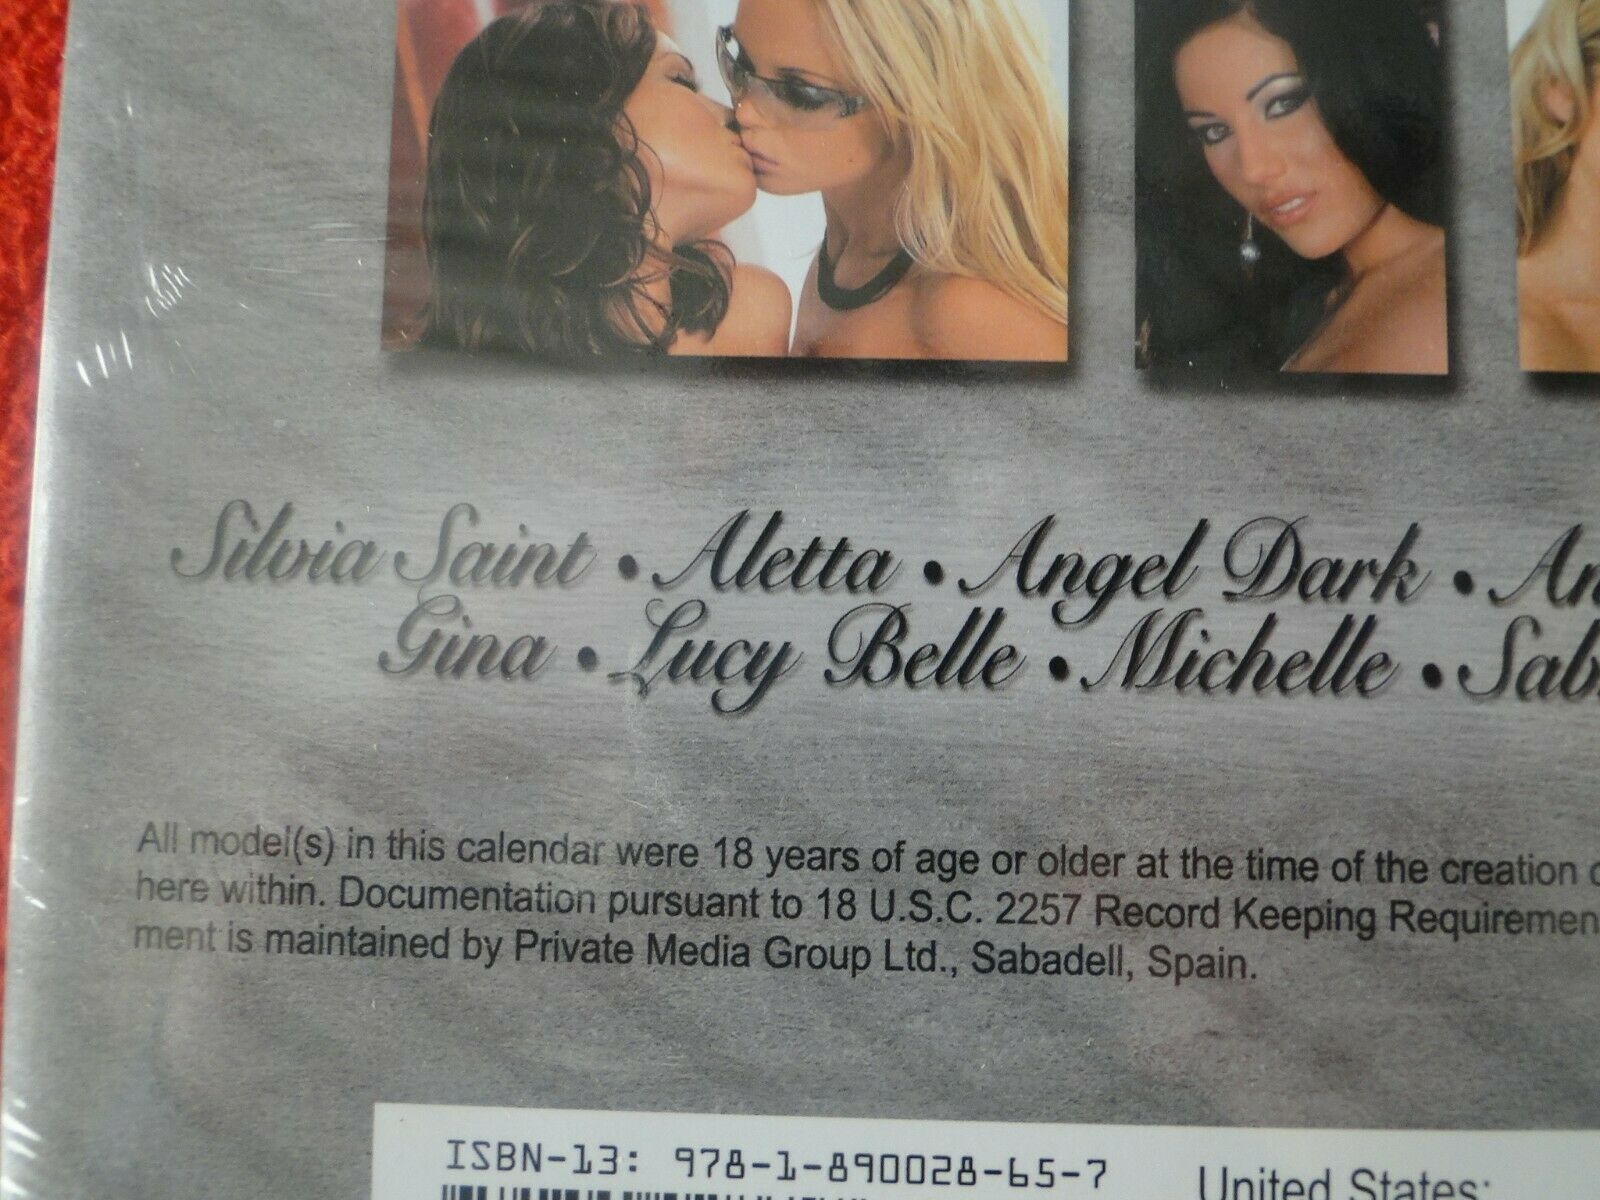 Silvia Saint • Aletta • Angel Dark •
Gina • Lucy Belle • Michelle •
All model(s) in this calendar were 18 years of age or older at the time of the creation
here within. Documentation pursuant to 18 U.S.C. 2257 Record Keeping Requiremen
ment is maintained by Private Media Group Ltd., Sabadell, Spain.
ISBN-13: 978-1-890028-65-7
United States: